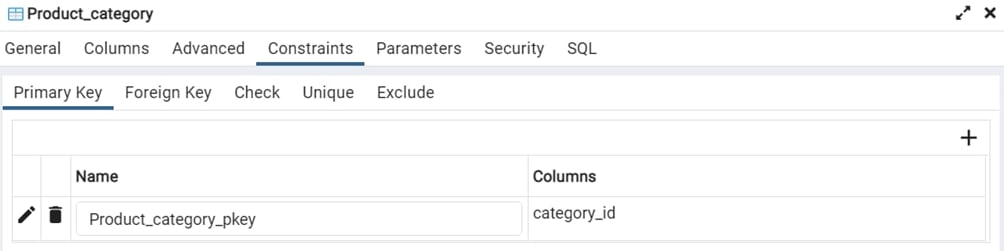 Product_category
General Columns Advanced Constraints Parameters Security SQL
Primary Key Foreign Key Check Unique Exclude
Name Columns
Product_category_pkey category_id